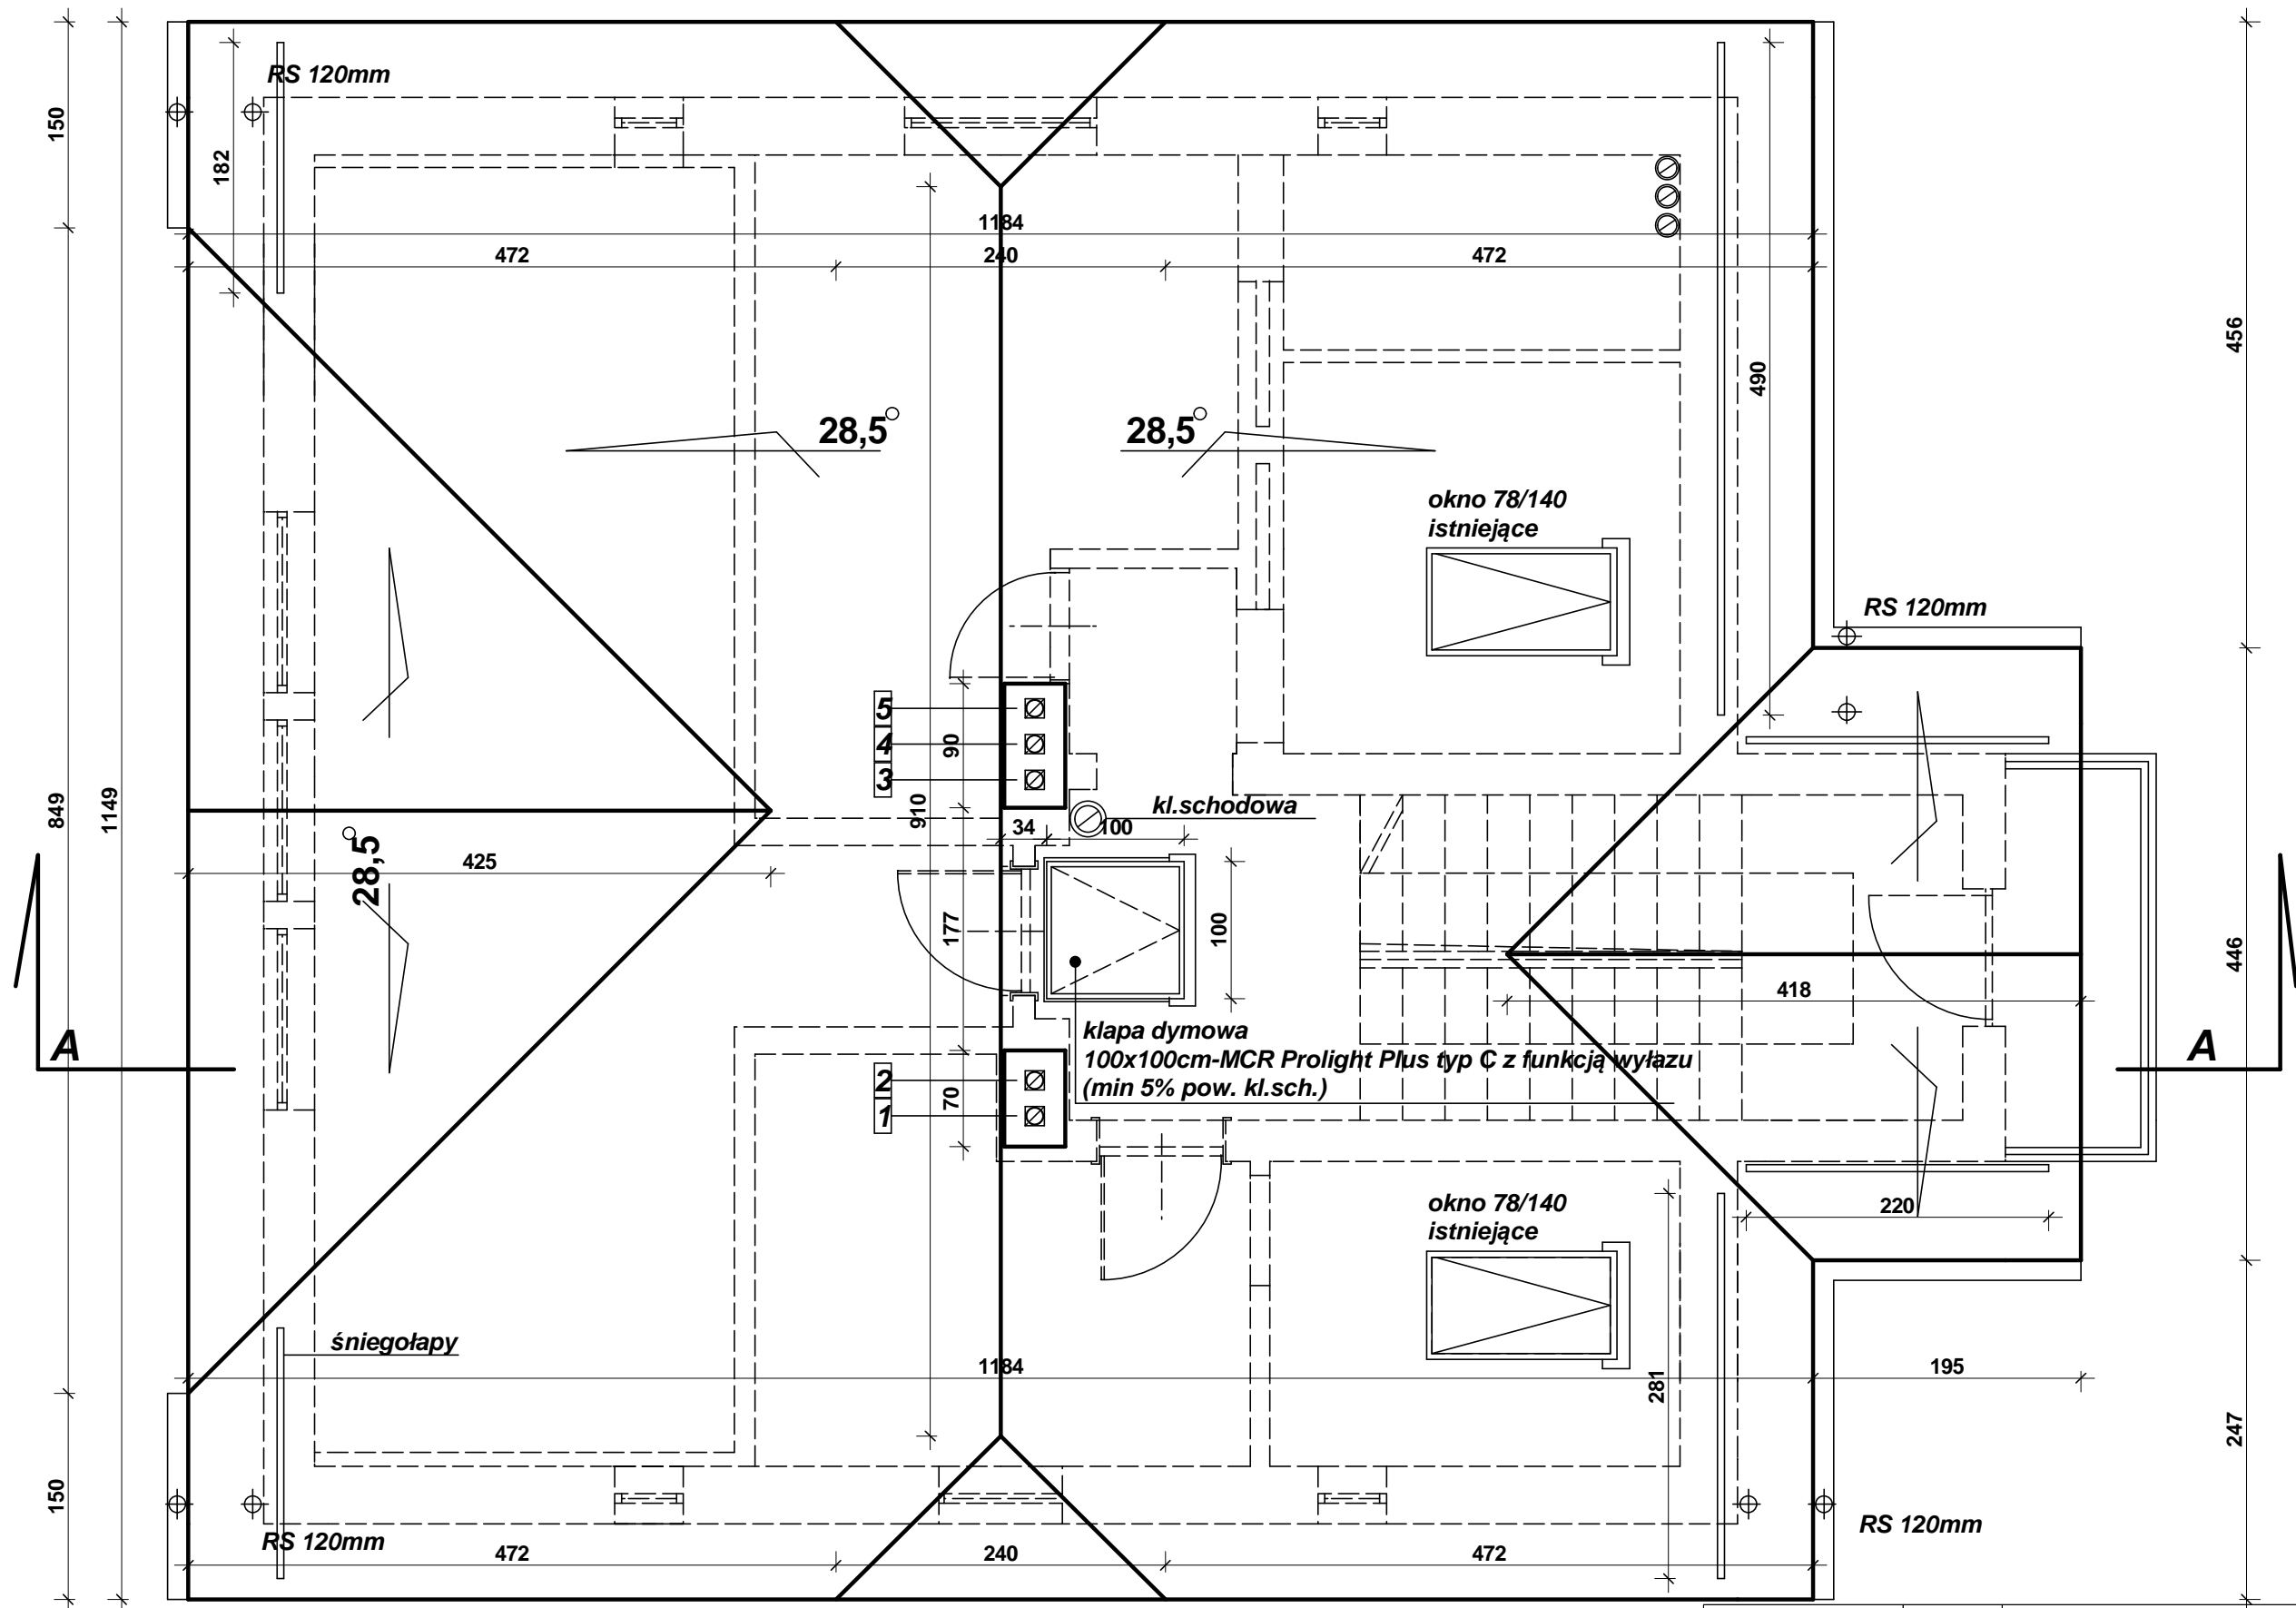 RS 120mm
150
182
1184
472
240
472
456
490
28,5°
28,5°
okno 78/140
istniejące
RS 120mm
5
4
3
90
910
849
1149
kl.schodowa
34
100
28,5°
425
177
100
446
418
A
A
klapa dymowa
100x100cm-MCR Prolight Plus typ C z funkcją wyłazu
(min 5% pow. kl.sch.)
2
1
70
okno 78/140
istniejące
220
śniegołapy
1184
195
281
247
150
RS 120mm
472
240
472
RS 120mm